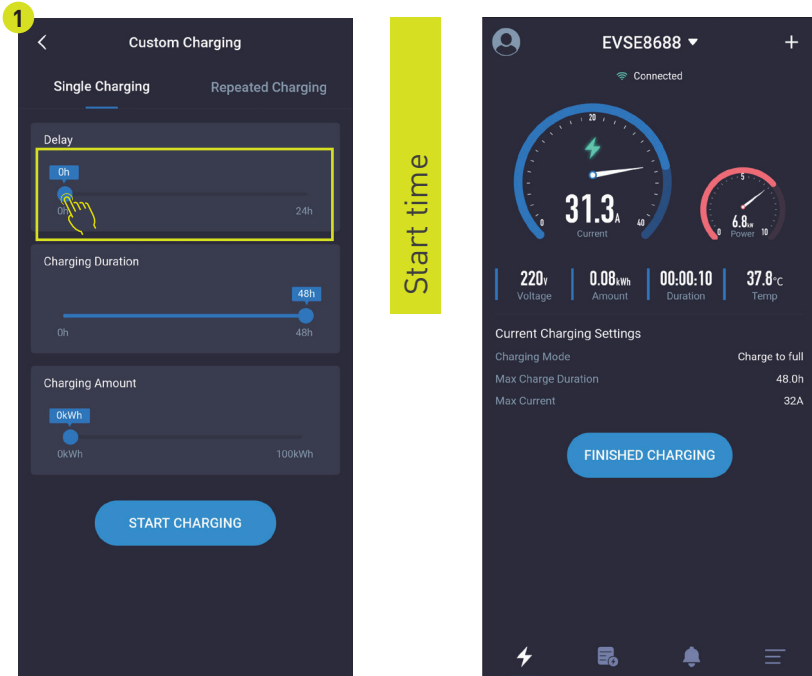 1
Custom Charging
Single Charging
Repeated Charging
Delay
0h
0h
24h
Charging Duration
48h
0h
48h
Charging Amount
0kWh
0kWh
100kWh
START CHARGING
Start time
EVSE8688
Connected
20
0
40
31.3A
Current
5
0
10
6.8kW
Power
220V
Voltage
0.08kWh
Amount
00:00:10
Duration
37.8°C
Temp
Current Charging Settings
Charging Mode Charge to full
Max Charge Duration 48.0h
Max Current 32A
FINISHED CHARGING